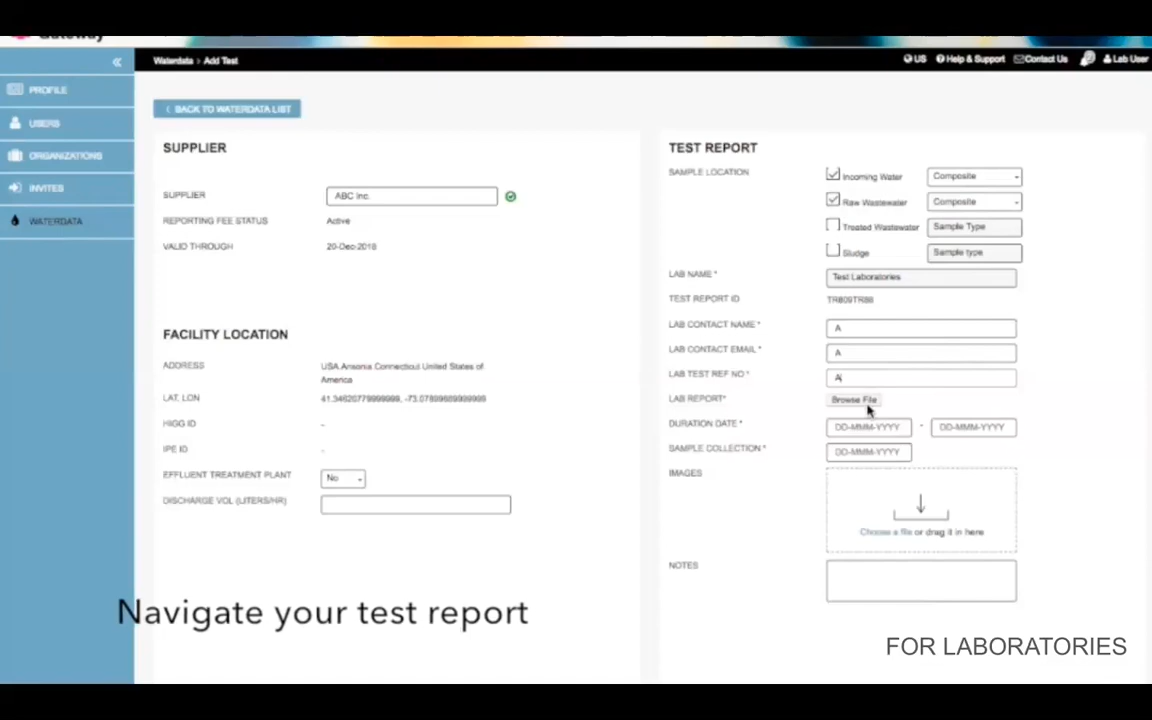 Gateway
Waterdata > Add Test
US Help & Support Contact Us Lab User
«
PROFILE
USERS
ORGANIZATIONS
INVITES
WATERDATA
‹ BACK TO WATERDATA LIST
SUPPLIER
SUPPLIER ABC Inc.
REPORTING FEE STATUS Active
VALID THROUGH 20-Dec-2018
FACILITY LOCATION
ADDRESS USA Ansonia Connecticut United States of
America
LAT. LON 41.34620779999999, -73.07899689999999
HIGG ID -
IPE ID -
EFFLUENT TREATMENT PLANT No
DISCHARGE VOL (LITERS/HR)
TEST REPORT
SAMPLE LOCATION Incoming Water Composite
Raw Wastewater Composite
Treated Wastewater Sample Type
Sludge Sample type
LAB NAME * Test Laboratories
TEST REPORT ID TR809TR88
LAB CONTACT NAME * A
LAB CONTACT EMAIL * A
LAB TEST REF NO * A
LAB REPORT* Browse File
DURATION DATE * DD-MMM-YYYY - DD-MMM-YYYY
SAMPLE COLLECTION * DD-MMM-YYYY
IMAGES
Choose a file or drag it in here
NOTES
Navigate your test report
FOR LABORATORIES